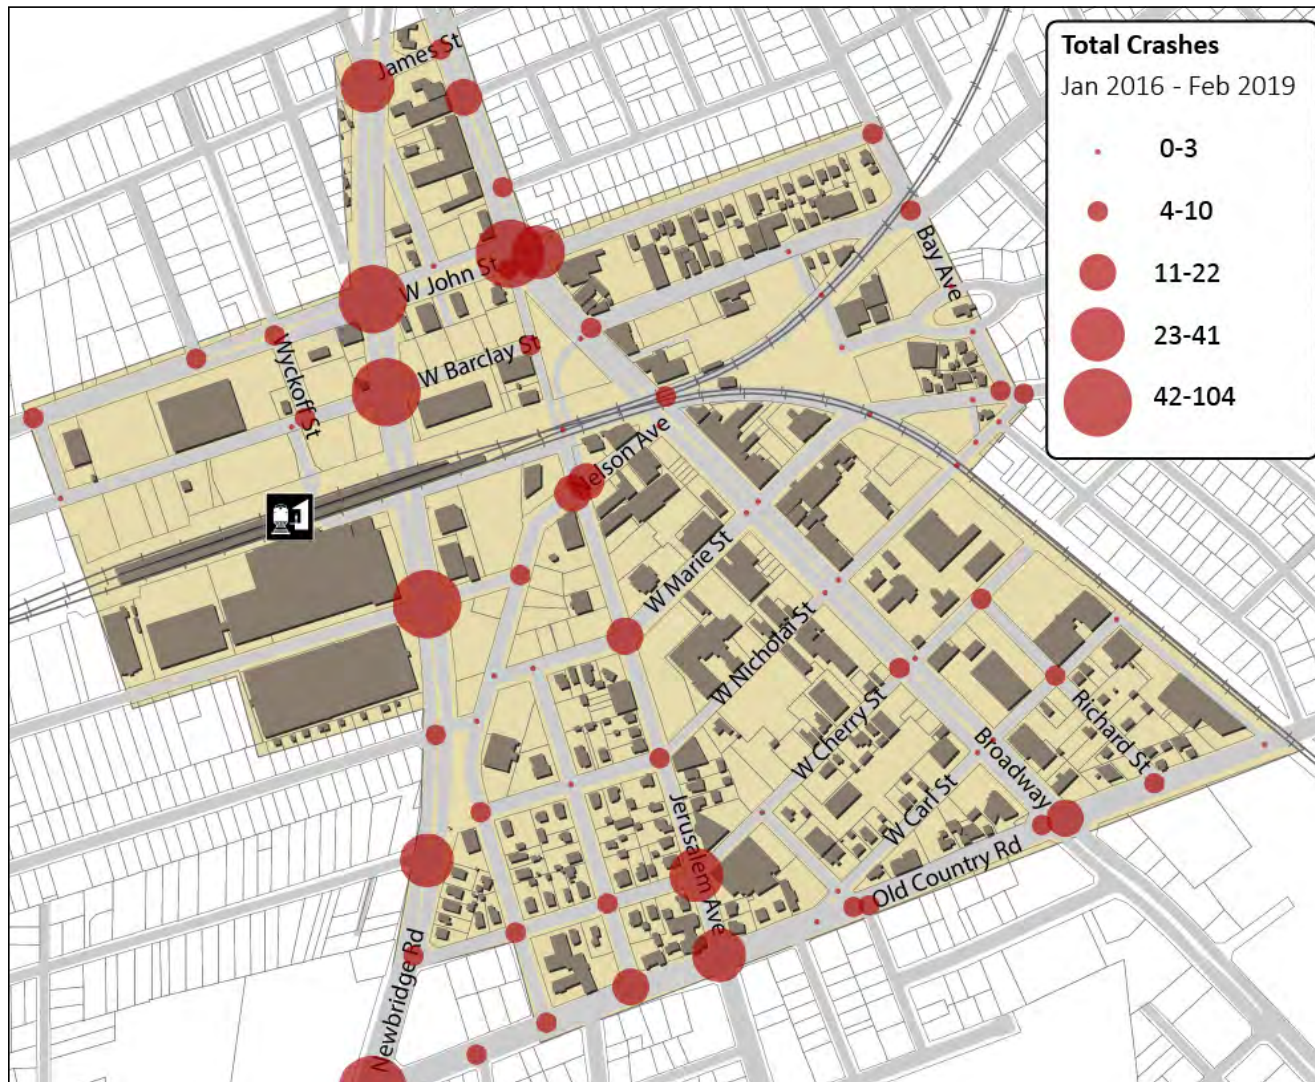 Total Crashes
Jan 2016 - Feb 2019
0-3
4-10
11-22
23-41
42-104
James St
W John St
Bay Ave
Wyckoff St
W Barclay St
Nelson Ave
W Marie St
W Nicholai St
W Cherry St
Broadway
Richard St
Jerusalem Ave
W Carl St
Old Country Rd
Newbridge Rd